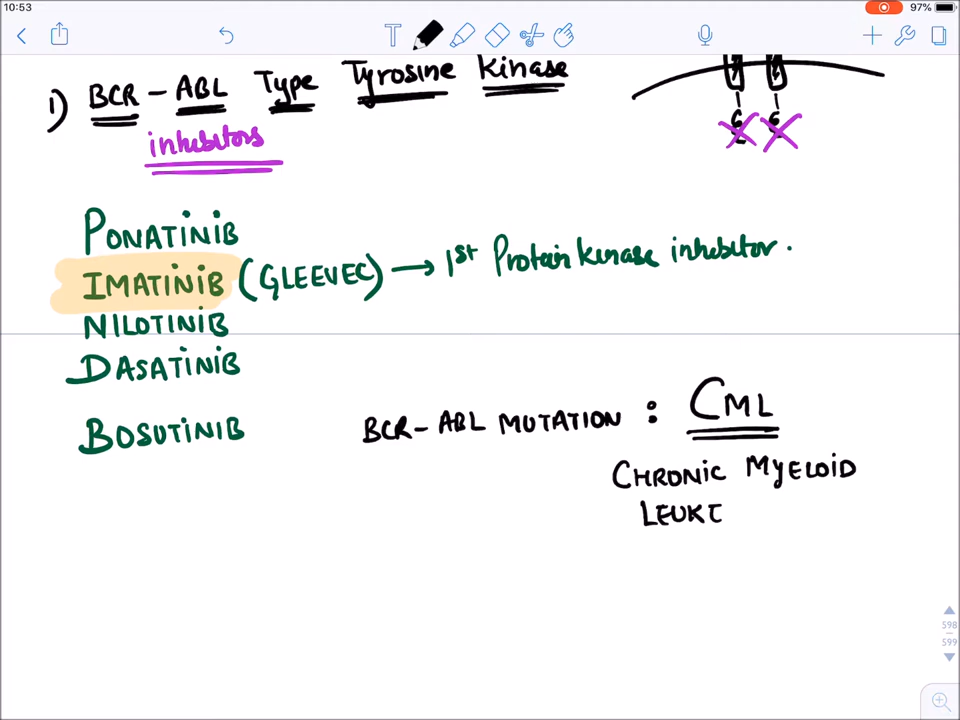 10:53
97%
T
1) BCR - ABL Type Tyrosine Kinase
inhibitors
PONATINIB
IMATINIB (GLEEVEC) → 1st Protein kinase inhibitor.
NILOTINIB
DASATINIB
BOSUTINIB
BCR-ABL MUTATION : CML
CHRONIC MYELOID
LEUKE
598
599